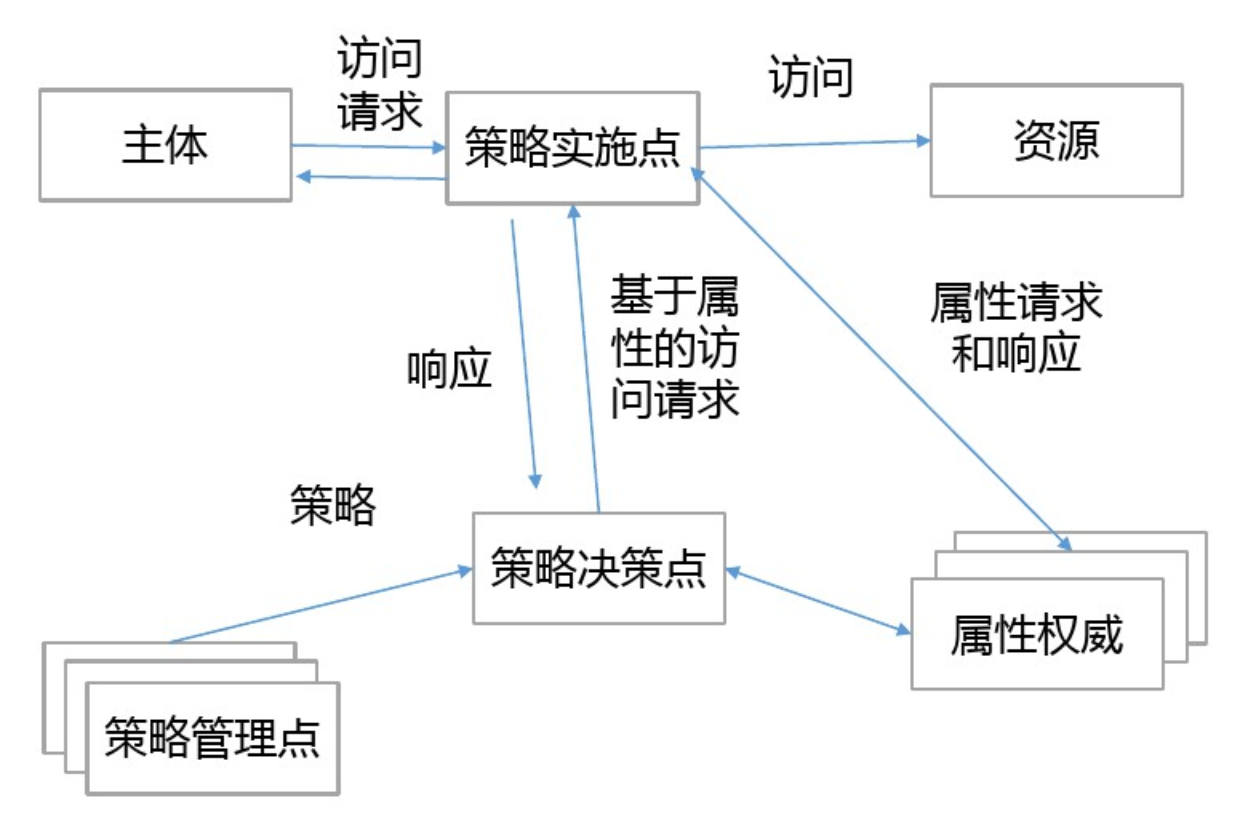 访问
请求
访问
主体
策略实施点
资源
基于属
性的访
问请求
属性请求
和响应
响应
策略
策略决策点
属性权威
策略管理点